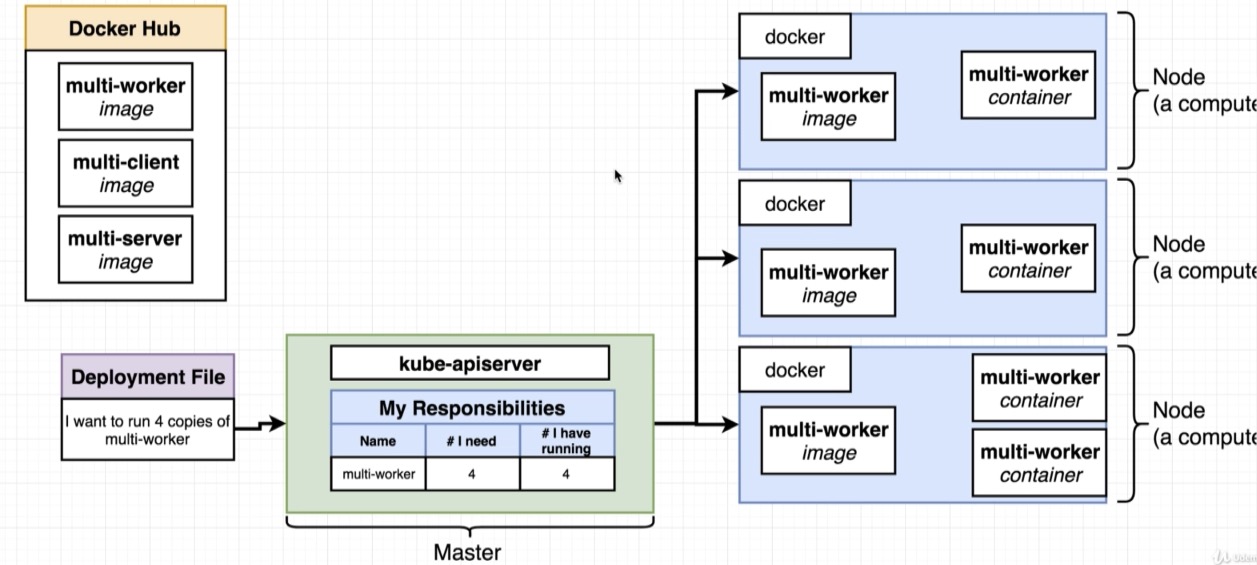 Docker Hub
multi-worker
image
multi-client
image
multi-server
image
Deployment File
I want to run 4 copies of
multi-worker
kube-apiserver
My Responsibilities
Name
# I need
# I have
running
multi-worker
4
4
Master
docker
multi-worker
image
multi-worker
container
Node
(a compute
docker
multi-worker
image
multi-worker
container
Node
(a compute
docker
multi-worker
image
multi-worker
container
multi-worker
container
Node
(a compute